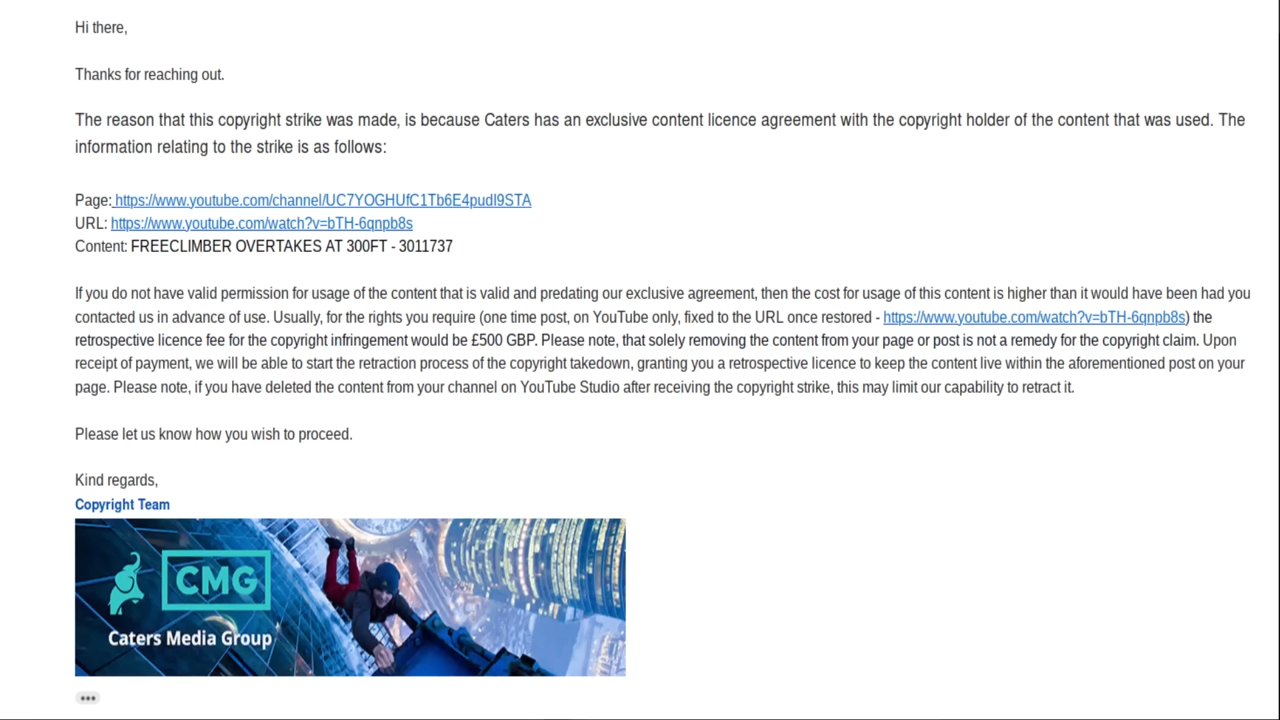 Hi there,
Thanks for reaching out.
The reason that this copyright strike was made, is because Caters has an exclusive content licence agreement with the copyright holder of the content that was used. The
information relating to the strike is as follows:
Page: https://www.youtube.com/channel/UC7YOGHUfC1Tb6E4pudI9STA
URL: https://www.youtube.com/watch?v=bTH-6qnpb8s
Content: FREECLIMBER OVERTAKES AT 300FT - 3011737
If you do not have valid permission for usage of the content that is valid and predating our exclusive agreement, then the cost for usage of this content is higher than it would have been had you
contacted us in advance of use. Usually, for the rights you require (one time post, on YouTube only, fixed to the URL once restored - https://www.youtube.com/watch?v=bTH-6qnpb8s) the
retrospective licence fee for the copyright infringement would be £500 GBP. Please note, that solely removing the content from your page or post is not a remedy for the copyright claim. Upon
receipt of payment, we will be able to start the retraction process of the copyright takedown, granting you a retrospective licence to keep the content live within the aforementioned post on your
page. Please note, if you have deleted the content from your channel on YouTube Studio after receiving the copyright strike, this may limit our capability to retract it.
Please let us know how you wish to proceed.
Kind regards,
Copyright Team
CMG
Caters Media Group